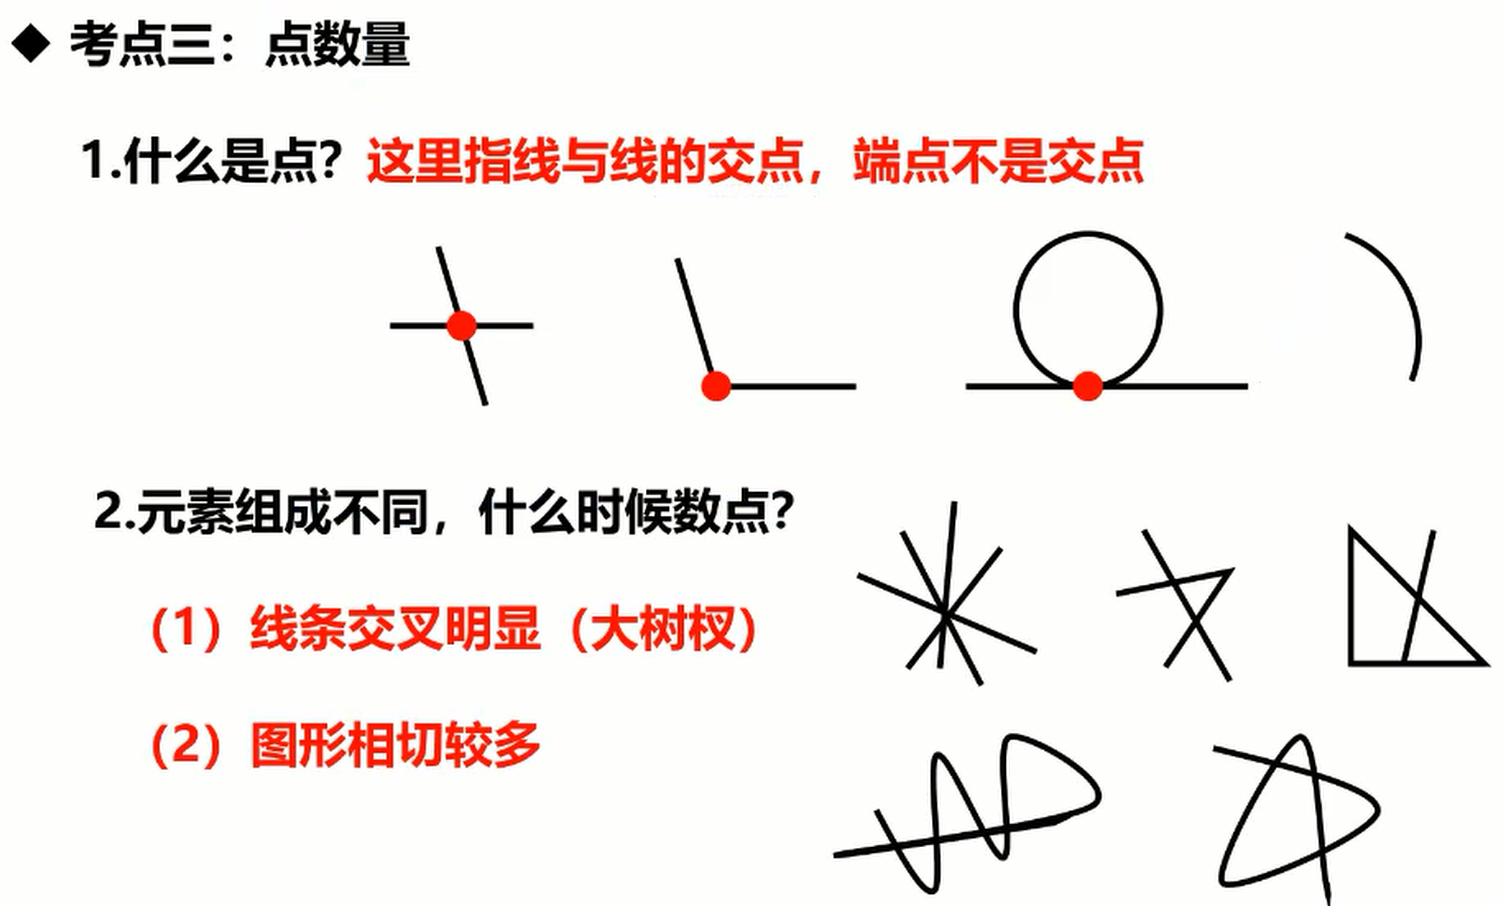 ◆ 考点三：点数量
1.什么是点？这里指线与线的交点，端点不是交点
2.元素组成不同，什么时候数点？
（1）线条交叉明显（大树杈）
（2）图形相切较多